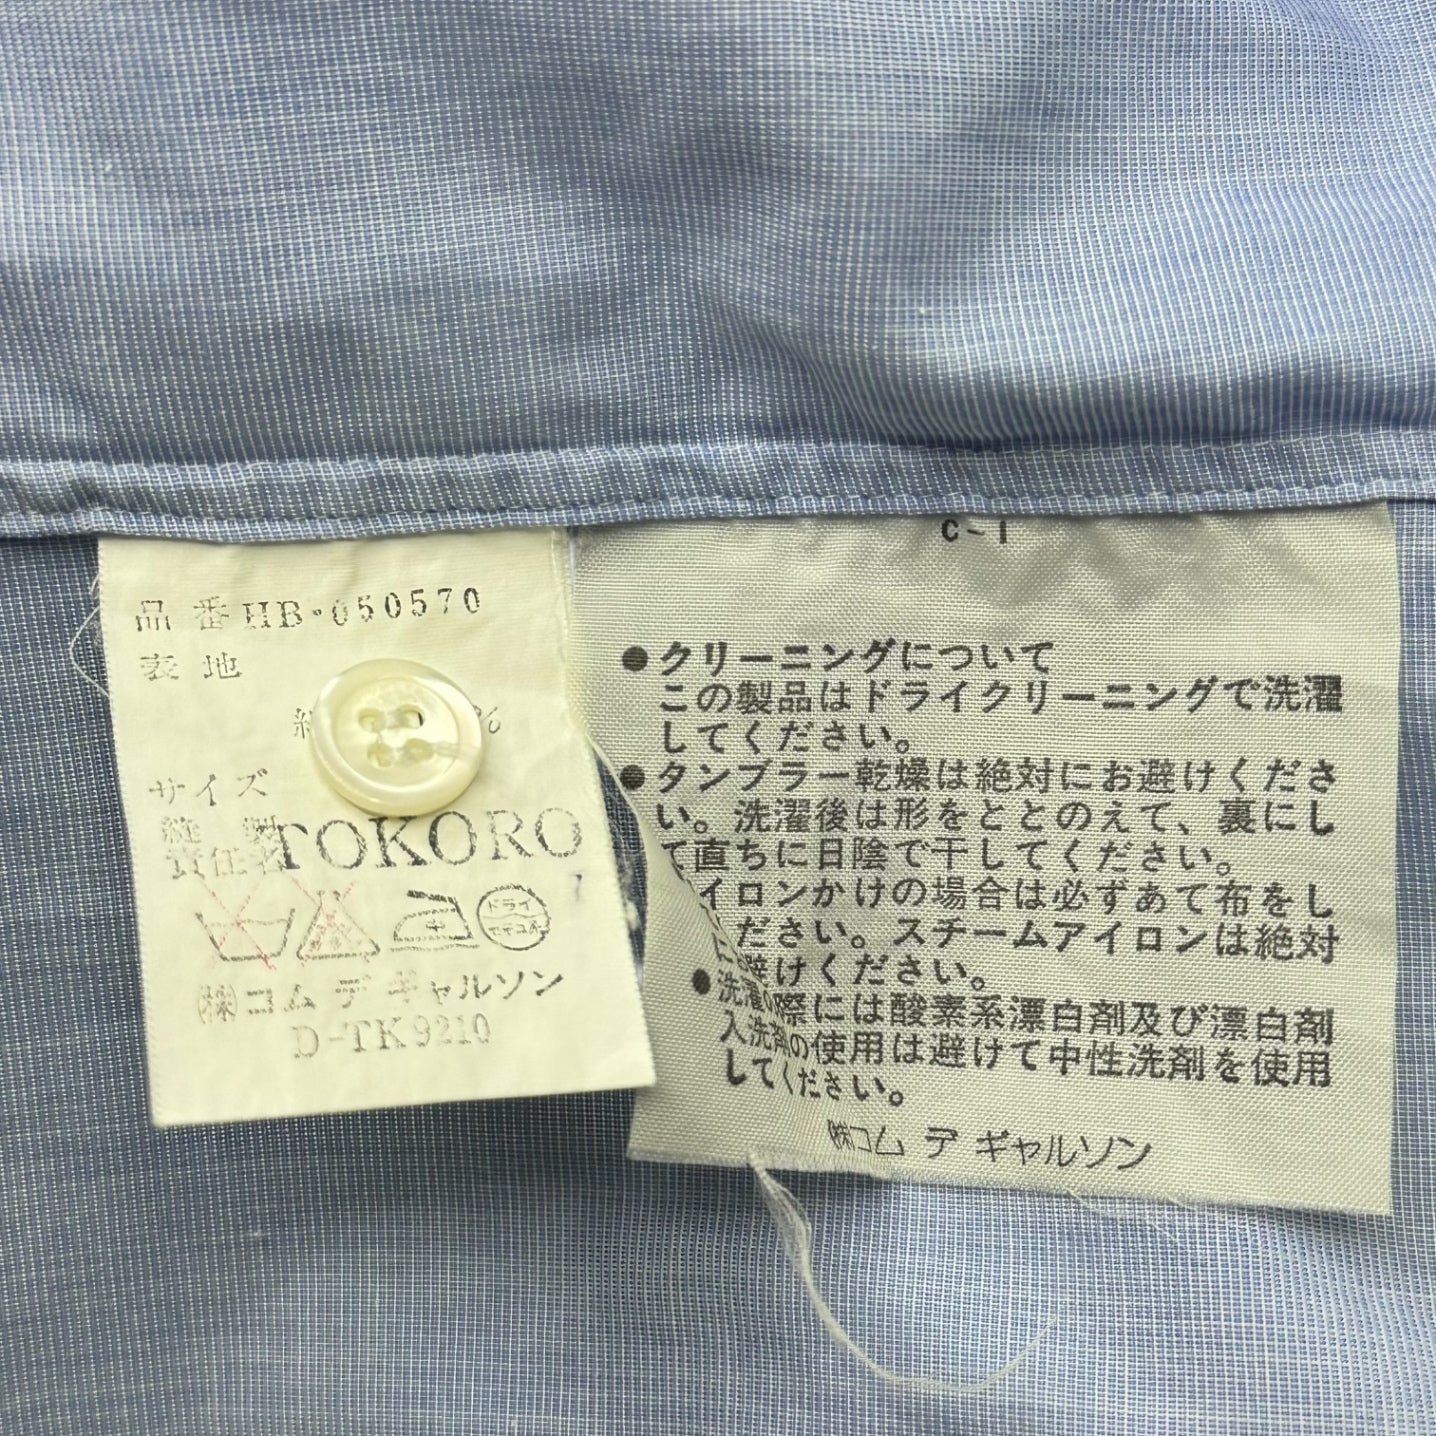 品番 HB・050570
表地
%
サイズ
縫製 TOKORO
責任者
ドライ
(株)コム デ ギャルソン
D-TK9210
C-1
●クリーニングについて
この製品はドライクリーニングで洗濯
してください。
●タンブラー乾燥は絶対にお避けくださ
い。洗濯後は形をととのえて、裏にし
て直ちに日陰で干してください。
イロンかけの場合は必ずあて布をし
ください。スチームアイロンは絶対
に避けください。
●洗濯の際には酸素系漂白剤及び漂白剤
入洗剤の使用は避けて中性洗剤を使用
してください。
(株)コム デ ギャルソン